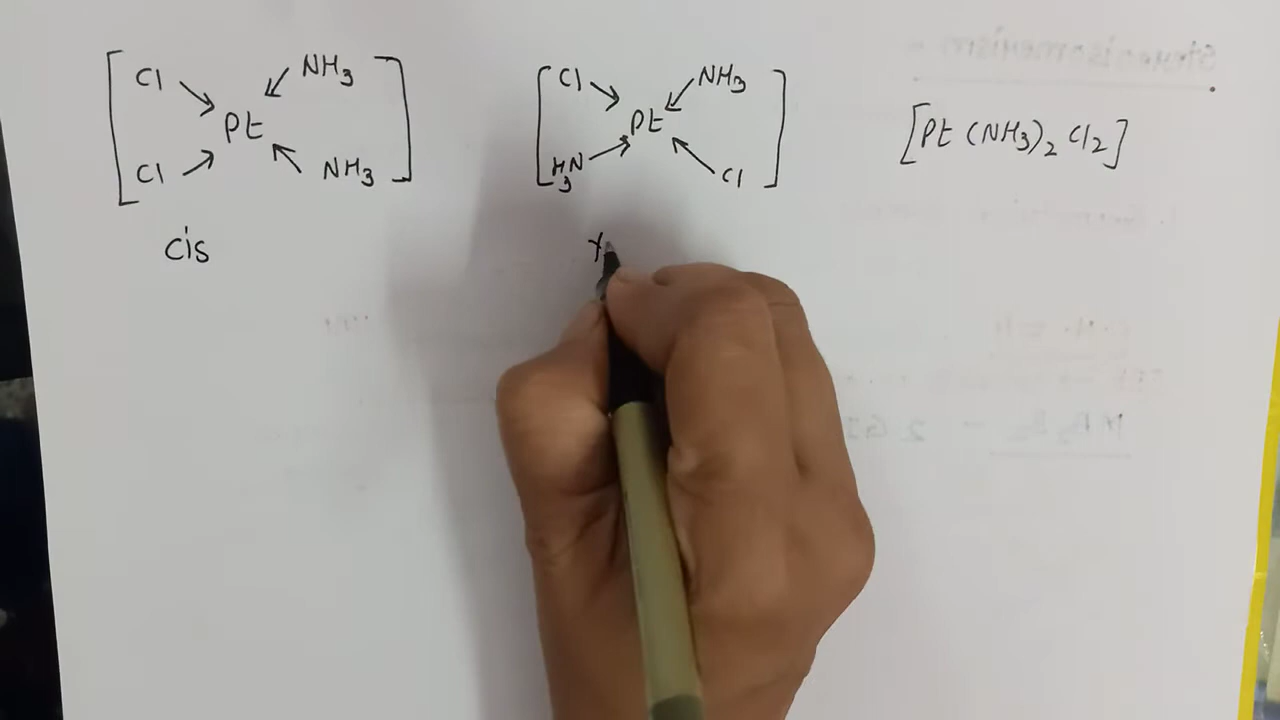 Cl NH3
Pt
Cl NH3
cis
Cl NH3
Pt
H3N Cl
[Pt (NH3)2 Cl2]